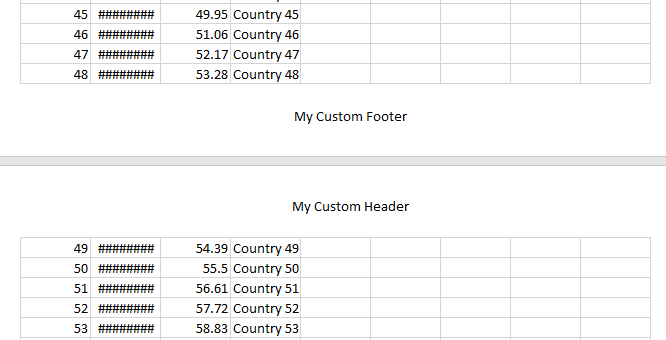 45 ######## 49.95 Country 45
46 ######## 51.06 Country 46
47 ######## 52.17 Country 47
48 ######## 53.28 Country 48
My Custom Footer
My Custom Header
49 ######## 54.39 Country 49
50 ######## 55.5 Country 50
51 ######## 56.61 Country 51
52 ######## 57.72 Country 52
53 ######## 58.83 Country 53